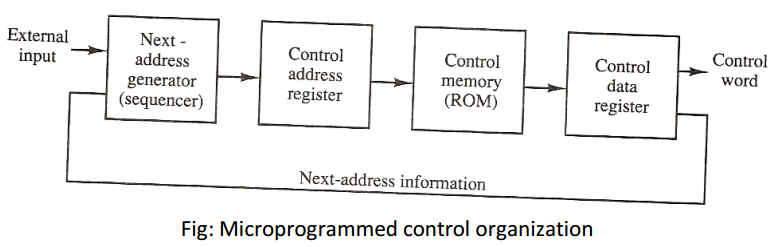 External
input
Next -
address
generator
(sequencer)
Control
address
register
Control
memory
(ROM)
Control
data
register
Control
word
Next-address information
Fig: Microprogrammed control organization